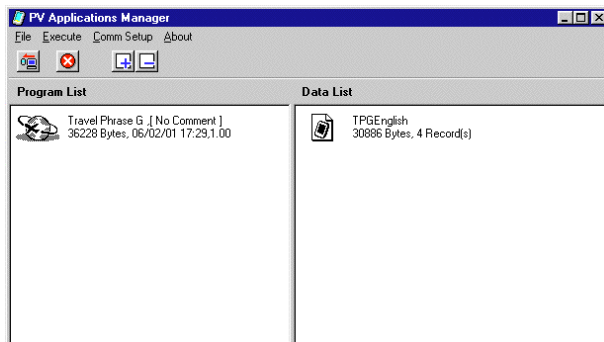 PV Applications Manager
File Execute Comm Setup About
Program List Data List
Travel Phrase G ,[ No Comment ]
36228 Bytes, 06/02/01 17:29,1.00
TPGEnglish
30886 Bytes, 4 Record(s)